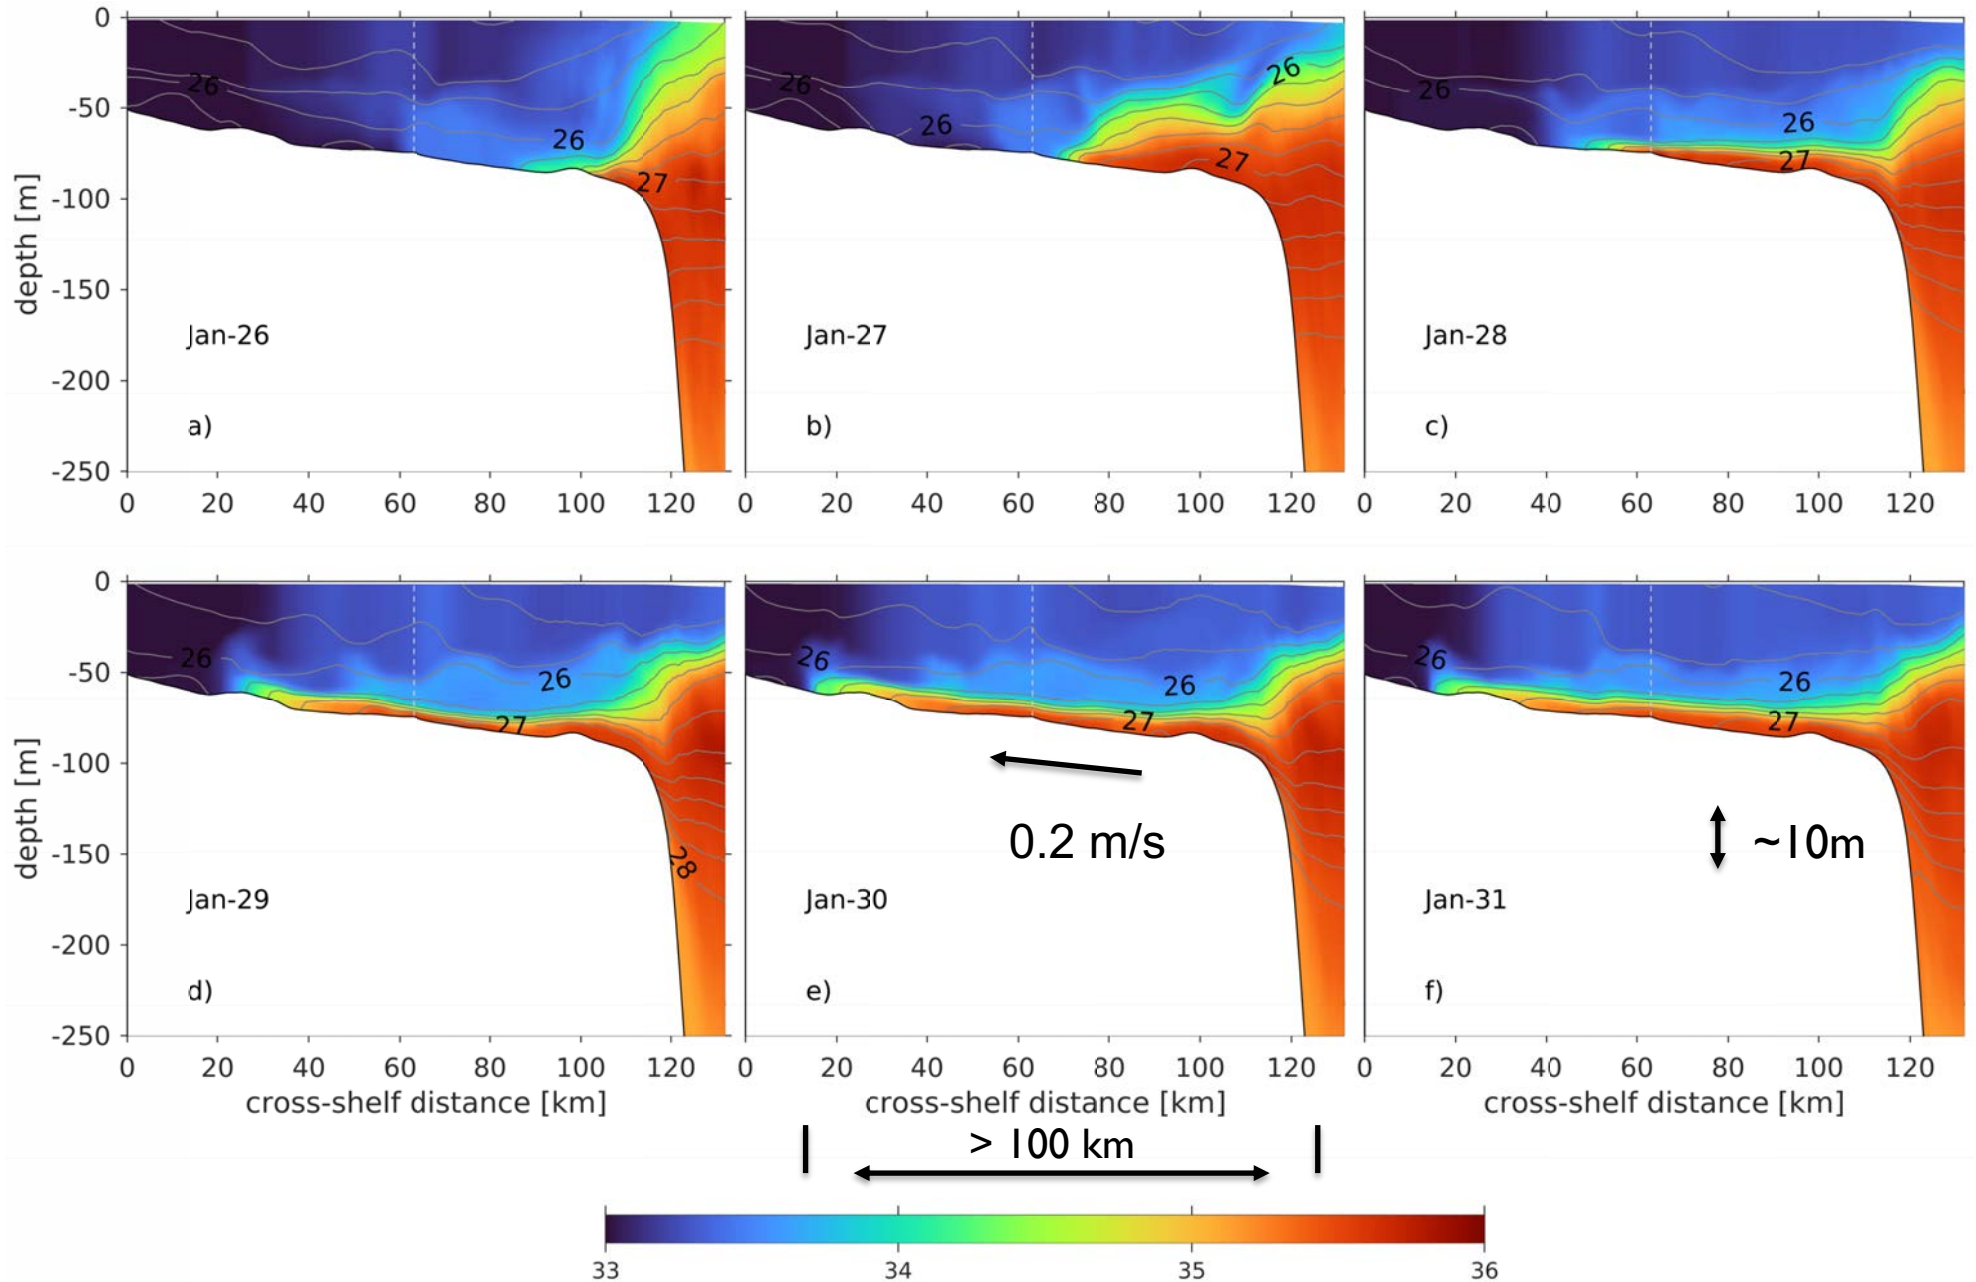 0
-50
-100
-150
-200
-250
depth [m]
26
26
27
Jan-26
a)
0 20 40 60 80 100 120
26
26
26
27
Jan-27
b)
0 20 40 60 80 100 120
26
26
27
Jan-28
c)
0 20 40 60 80 100 120
0
-50
-100
-150
-200
-250
depth [m]
26
26
27
28
Jan-29
d)
0 20 40 60 80 100 120
cross-shelf distance [km]
26
26
27
0.2 m/s
Jan-30
e)
0 20 40 60 80 100 120
cross-shelf distance [km]
26
26
27
~10m
Jan-31
f)
0 20 40 60 80 100 120
cross-shelf distance [km]
> 100 km
33 34 35 36